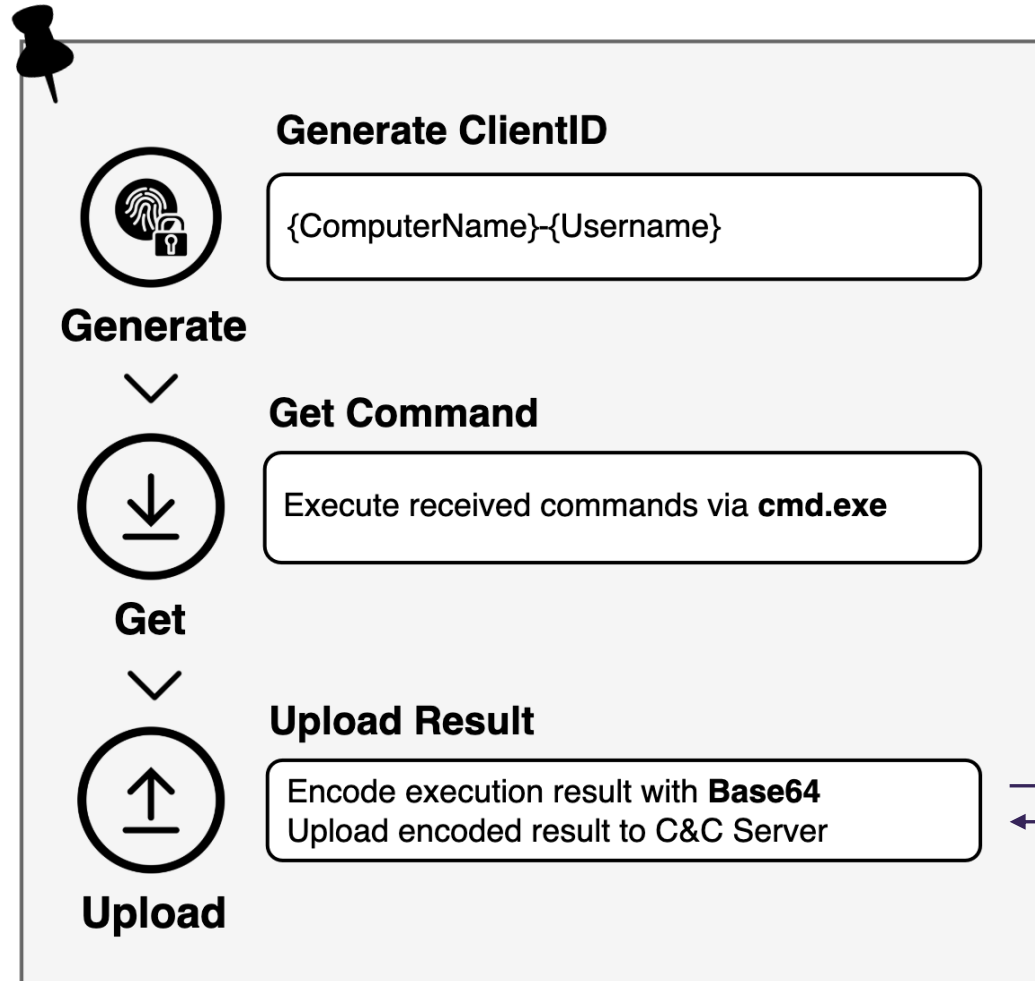 Generate ClientID
{ComputerName}-{Username}
Generate
Get Command
Execute received commands via cmd.exe
Get
Upload Result
Encode execution result with Base64
Upload encoded result to C&C Server
Upload